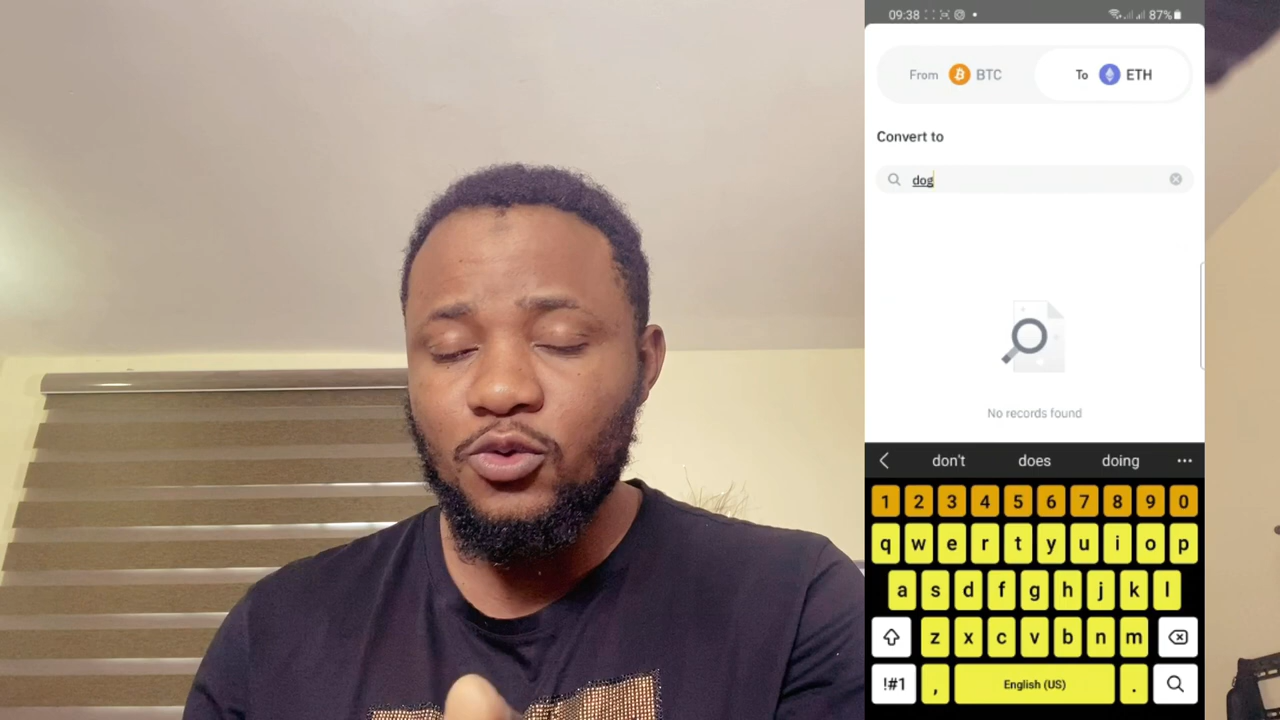 09:38 87%
From BTC To ETH
Convert to
dog
No records found
don't does doing
1 2 3 4 5 6 7 8 9 0
q w e r t y u i o p
a s d f g h j k l
z x c v b n m
!#1 , English (US) .